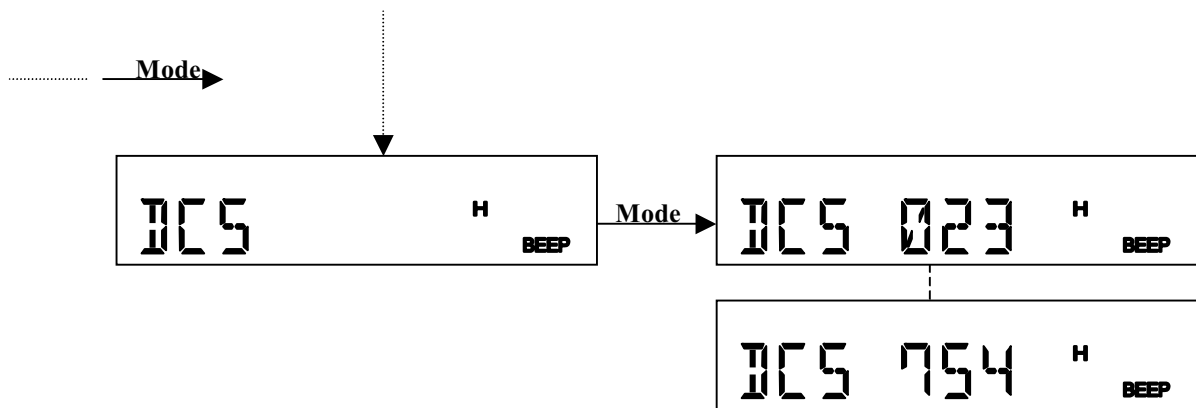 Mode
DCS H
BEEP
Mode
DCS 023 H
BEEP
DCS 754 H
BEEP